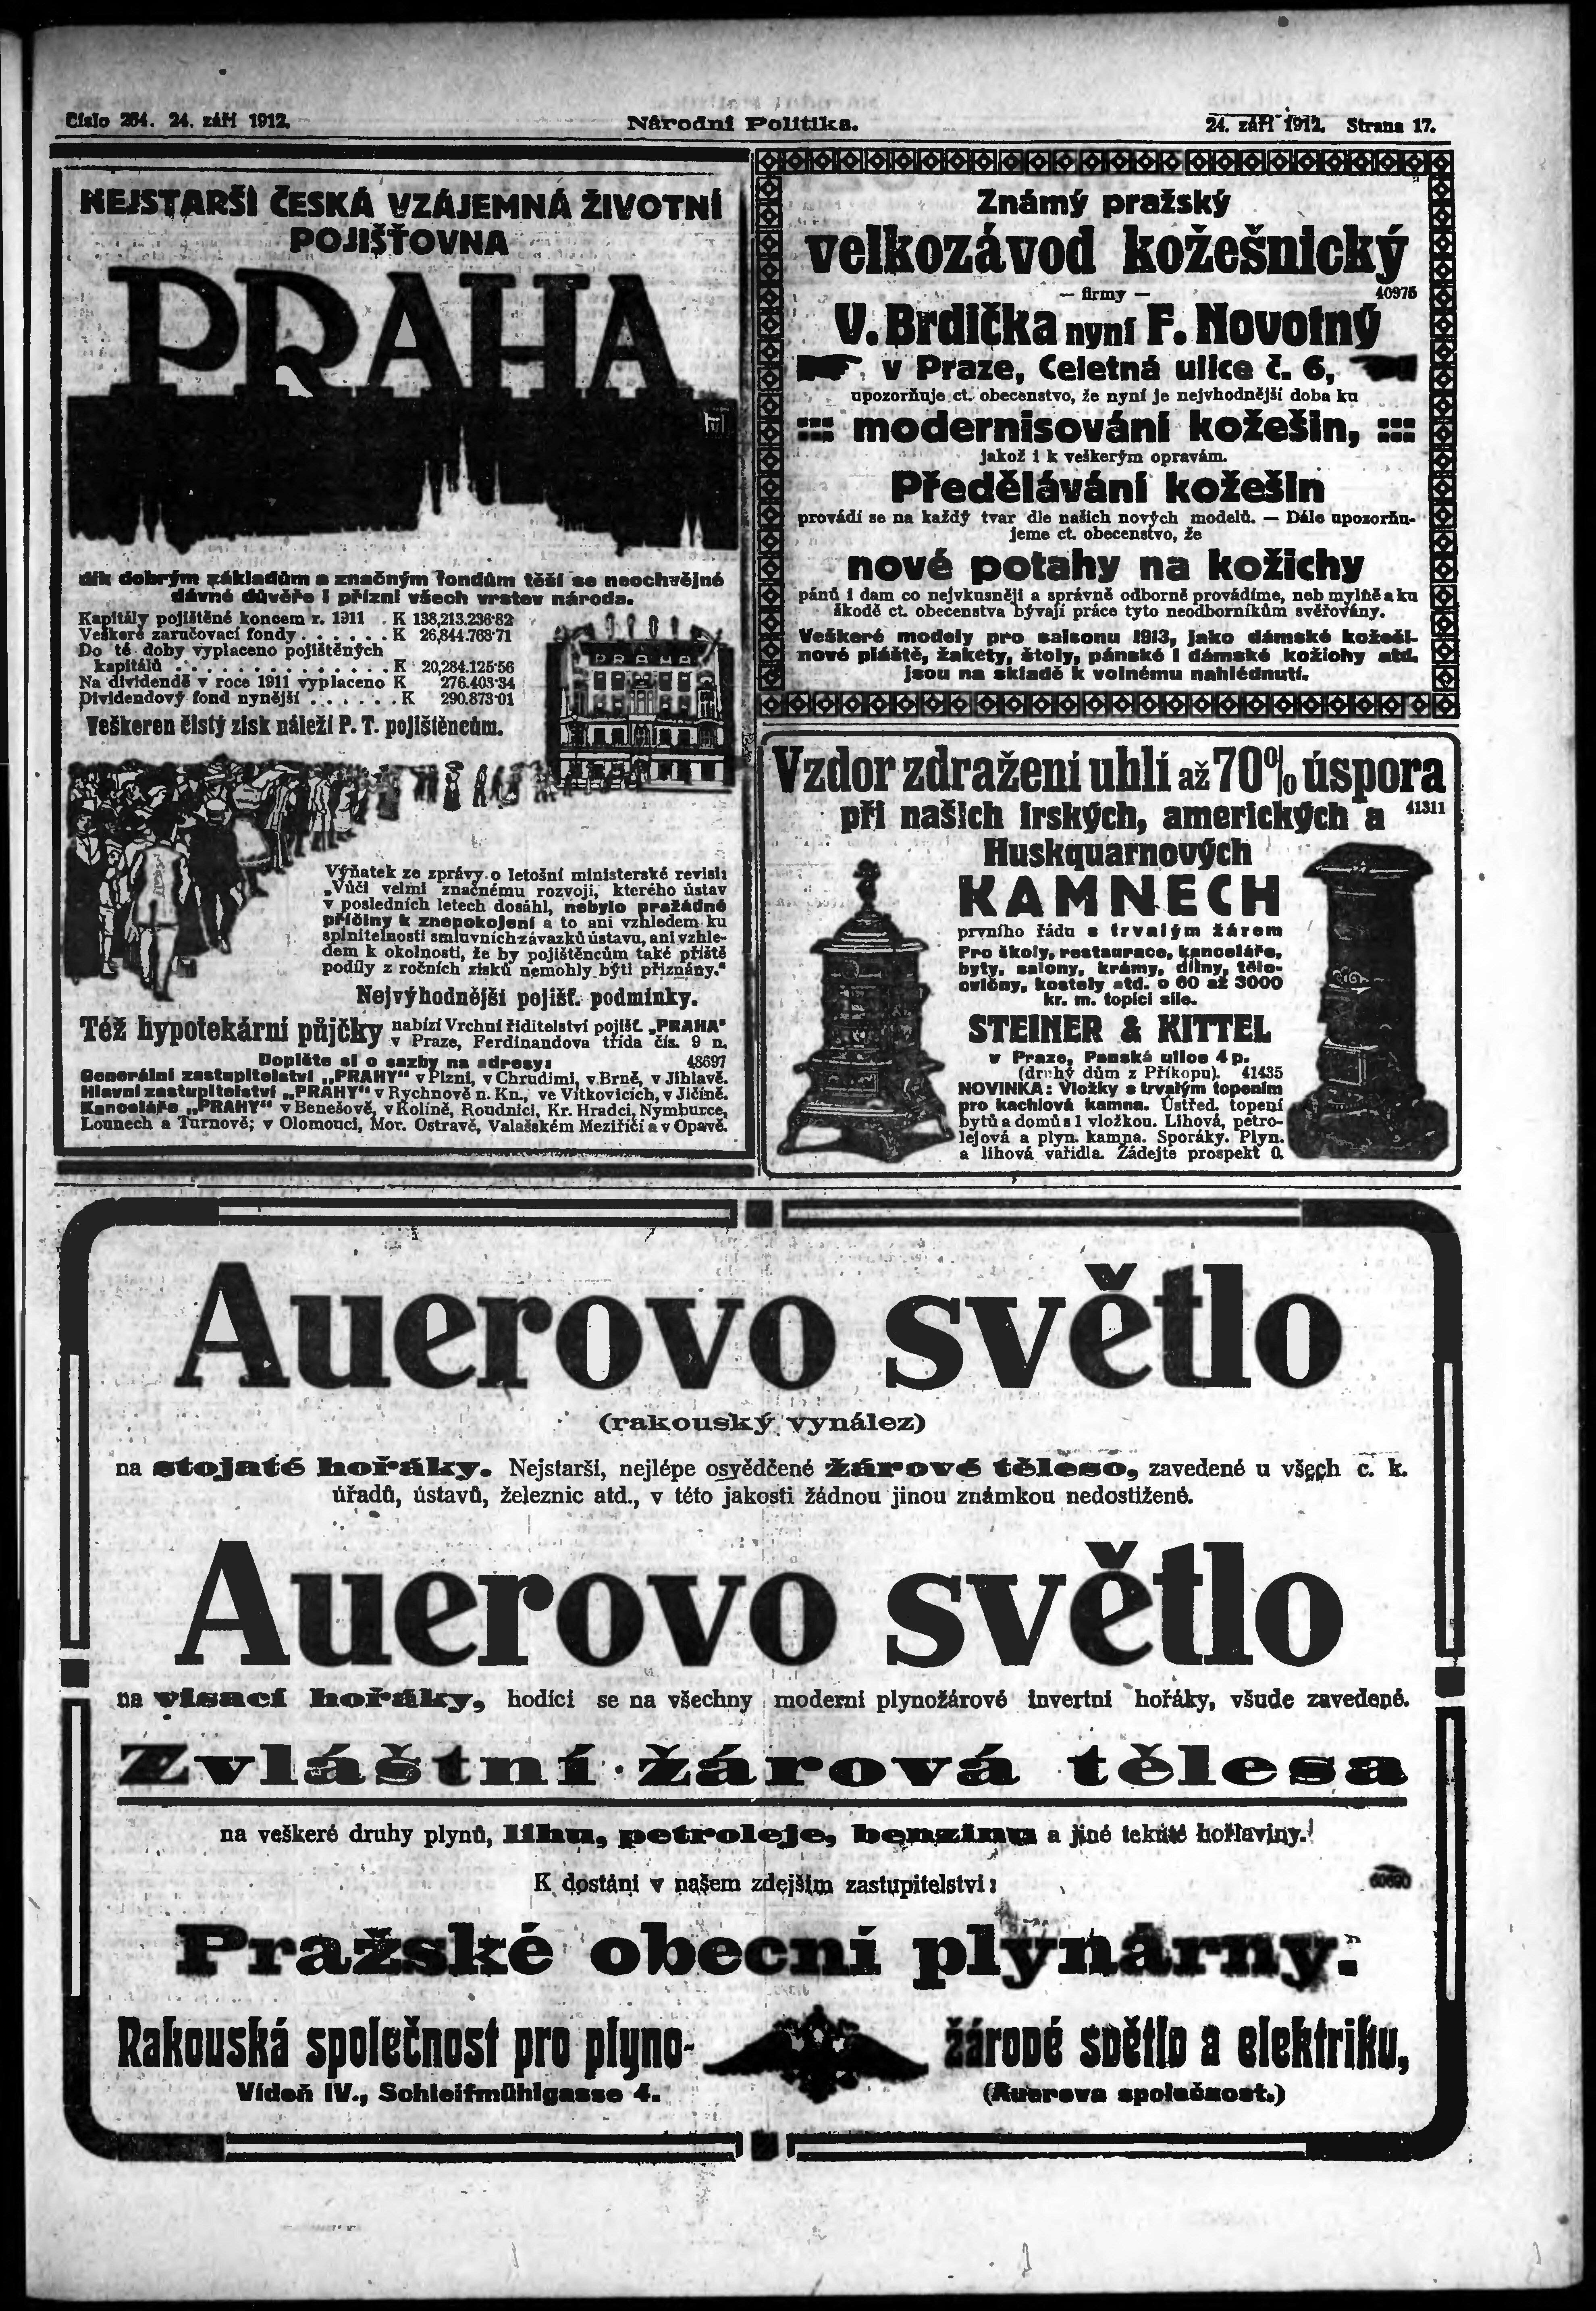 Číslo 264. 24. září 1912.
Národní Politika.
24. září 1912. Strana 17.
NEJSTARŠÍ ČESKÁ VZÁJEMNÁ ŽIVOTNÍ
POJIŠŤOVNA
PRAHA
dík dobrým základům a značným fondům těší se neochvějné
dávné důvěře i přízni všech vrstev národa.
Kapitály pojištěné koncem r. 1911 . K 138,213.236·82
Veškeré zaručovací fondy . . . . . . K 26,844.768·71
Do té doby vyplaceno pojištěných
kapitálů . . . . . . . . . . . . . . K 20,284.125·56
Na dividendě v roce 1911 vyplaceno K 276.403·34
Dividendový fond nynější . . . . . . K 290.873·01
Veškeren čistý zisk náleží P. T. pojištěncům.
PRAHA
Výňatek ze zprávy o letošní ministerské revisi:
„Vůči velmi značnému rozvoji, kterého ústav
v posledních letech dosáhl, nebylo pražádné
příčiny k znepokojení a to ani vzhledem ku
splnitelnosti smluvních závazků ústavu, ani vzhle-
dem k okolnosti, že by pojištěncům také příště
podíly z ročních zisků nemohly býti přiznány.“
Nejvýhodnější pojišť. podmínky.
Též hypotekární půjčky nabízí Vrchní ředitelství pojišť. „PRAHA“
v Praze, Ferdinandova třída čís. 9 n.
Dopište si o sazby na adresy: 48697
Generální zastupitelství „PRAHY“ v Plzni, v Chrudimi, v Brně, v Jihlavě.
Hlavní zastupitelství „PRAHY“ v Rychnově n. Kn., ve Vítkovicích, v Jičíně.
Kanceláře „PRAHY“ v Benešově, v Kolíně, Roudnici, Kr. Hradci, Nymburce,
Lounech a Turnově; v Olomouci, Mor. Ostravě, Valašském Meziříčí a v Opavě.
Známý pražský
velkozávod kožešnický
— firmy — 40975
V. Brdička nyní F. Novotný
v Praze, Celetná ulice č. 6,
upozorňuje ct. obecenstvo, že nyní je nejvhodnější doba ku
modernisování kožešin,
jakož i k veškerým opravám.
Předělávání kožešin
provádí se na každý tvar dle našich nových modelů. — Dále upozorňu-
jeme ct. obecenstvo, že
nové potahy na kožichy
pánů i dam co nejvkusněji a správně odborně provádíme, neb mylně a ku
škodě ct. obecenstva bývají práce tyto neodborníkům svěřovány.
Veškeré modely pro saisonu 1913, jako dámské kožeši-
nové pláště, žakety, štoly, pánské i dámské kožichy atd.
jsou na skladě k volnému nahlédnutí.
Vzdor zdražení uhlí až 70% úspora
při našich irských, amerických a 41311
Huskquarnových
KAMNECH
prvního řádu s trvalým žárem
Pro školy, restaurace, kanceláře,
byty, salony, krámy, dílny, tělo-
cvičny, kostely atd. o 60 až 3000
kr. m. topící síle.
STEINER & KITTEL
v Praze, Panská ulice 4 p.
(druhý dům z Příkopu). 41435
NOVINKA: Vložky s trvalým topením
pro kachlová kamna. Ústřed. topení
bytů a domů s 1 vložkou. Lihová, petro-
lejová a plyn. kamna. Sporáky. Plyn.
a lihová vařidla. Žádejte prospekt O.
Auerovo světlo
(rakouský vynález)
na stojaté hořáky. Nejstarší, nejlépe osvědčené žárové těleso, zavedené u všech c. k.
úřadů, ústavů, železnic atd., v této jakosti žádnou jinou známkou nedostižené.
Auerovo světlo
na visací hořáky, hodící se na všechny moderní plynožárové invertní hořáky, všude zavedené.
Zvláštní žárová tělesa
na veškeré druhy plynů, lihu, petroleje, benzinu a jiné tekuté hořlaviny.
K dostání v našem zdejším zastupitelství: 60690
Pražské obecní plynárny.
Rakouská společnost pro plyno- žárové světlo a elektriku,
Vídeň IV., Schleifmühlgasse 4. (Auerova společnost.)